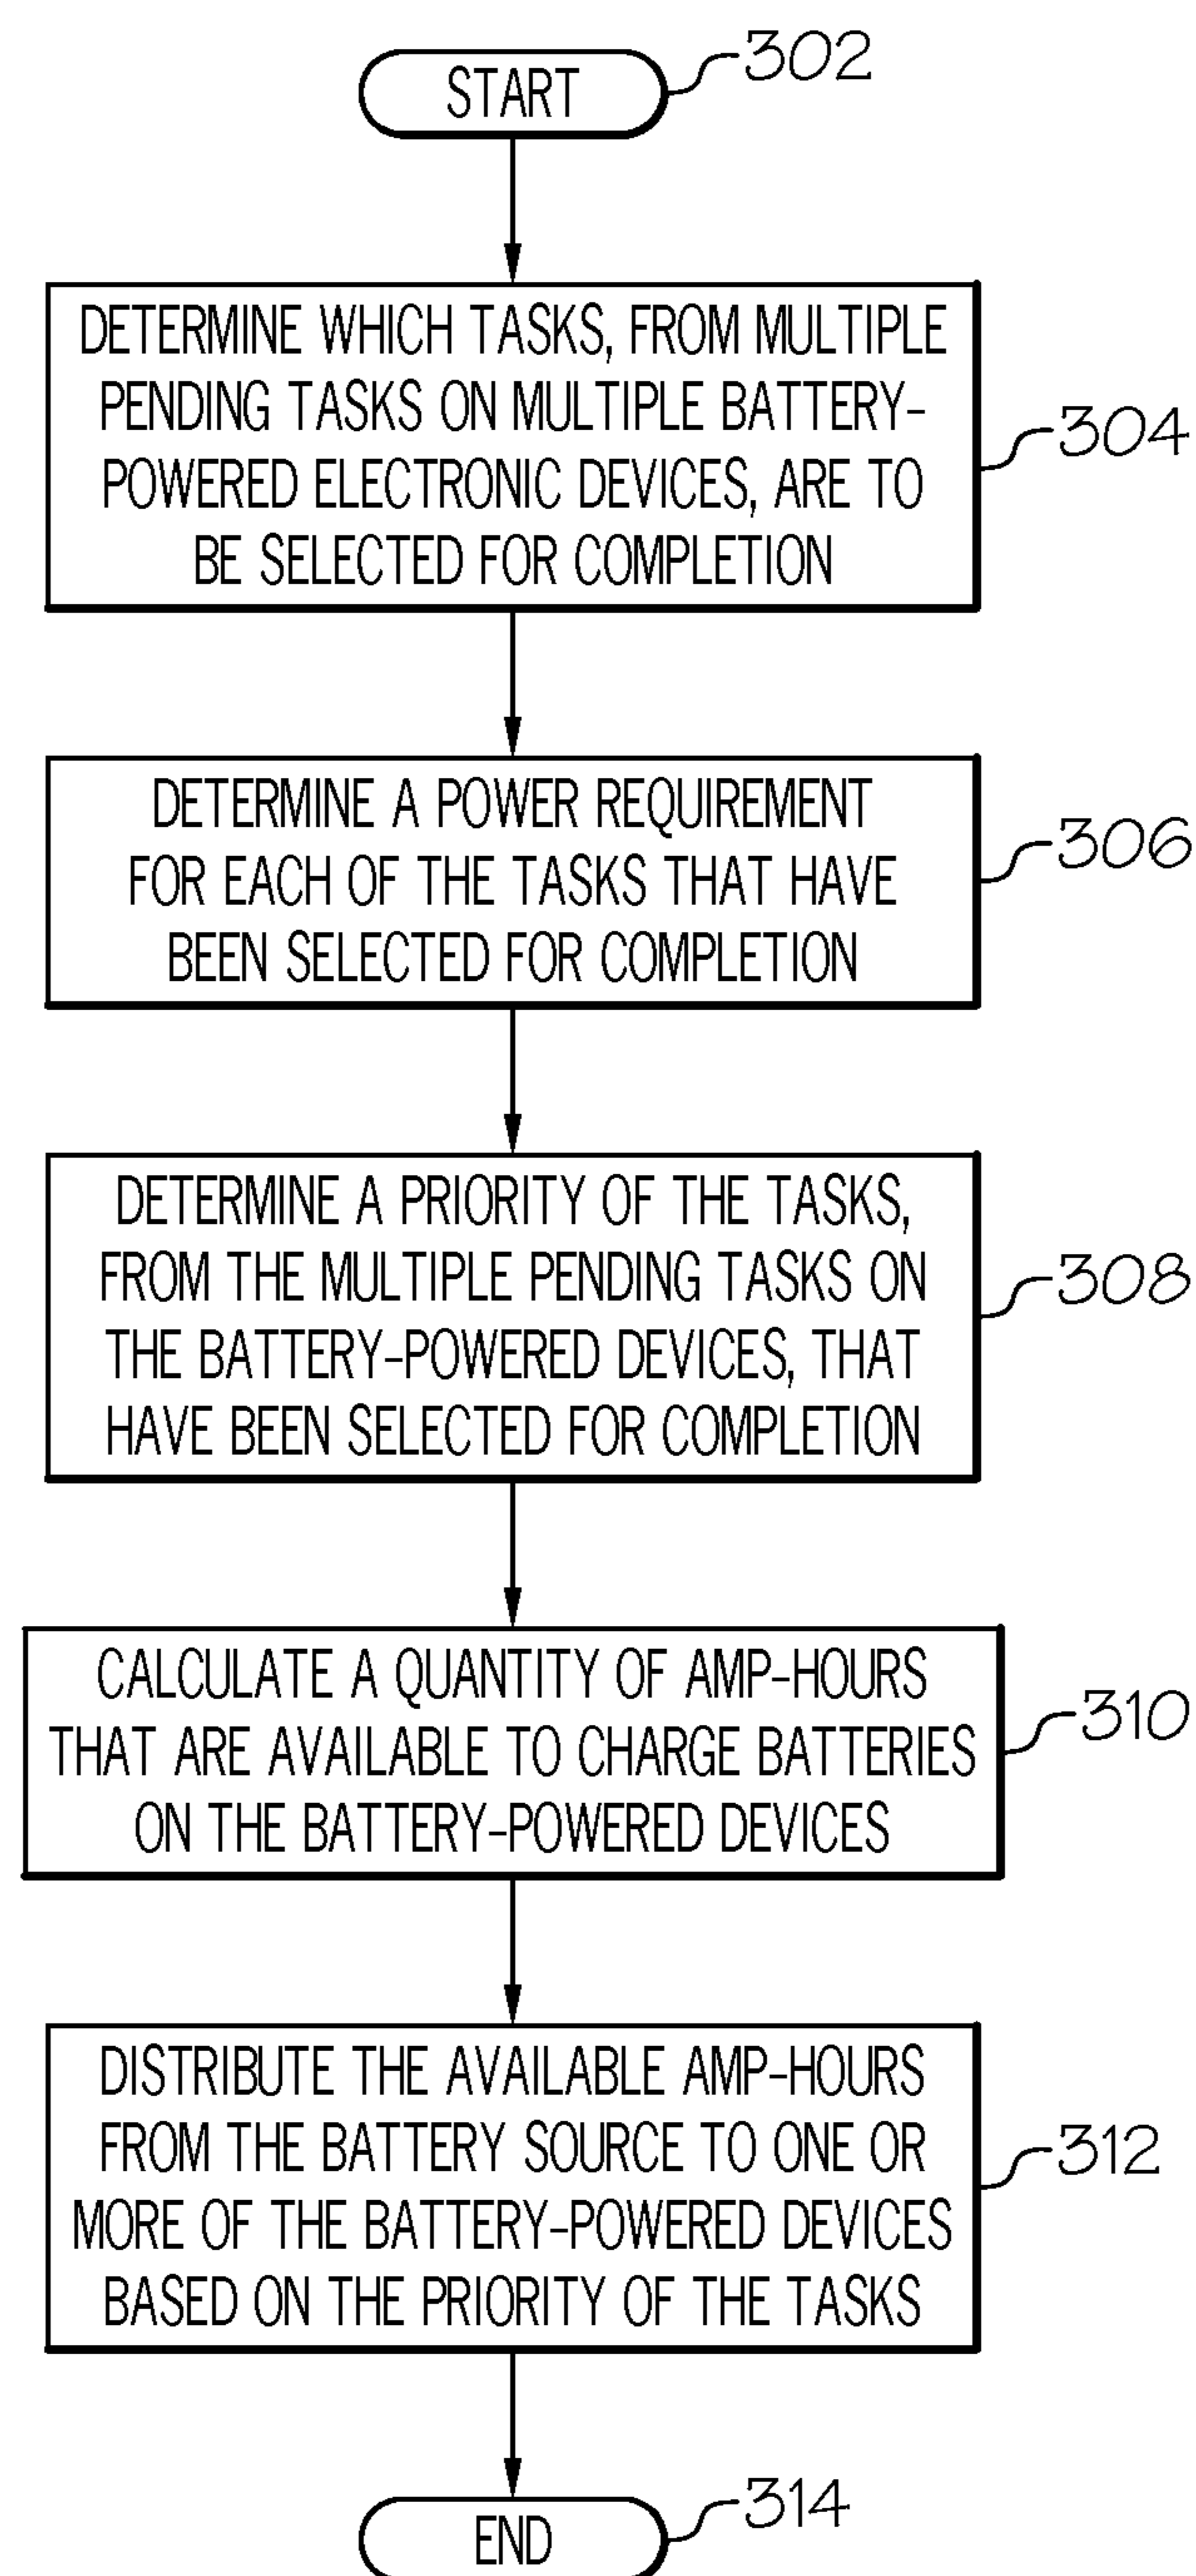 START
302
DETERMINE WHICH TASKS, FROM MULTIPLE
PENDING TASKS ON MULTIPLE BATTERY-
POWERED ELECTRONIC DEVICES, ARE TO
BE SELECTED FOR COMPLETION
304
DETERMINE A POWER REQUIREMENT
FOR EACH OF THE TASKS THAT HAVE
BEEN SELECTED FOR COMPLETION
306
DETERMINE A PRIORITY OF THE TASKS,
FROM THE MULTIPLE PENDING TASKS ON
THE BATTERY-POWERED DEVICES, THAT
HAVE BEEN SELECTED FOR COMPLETION
308
CALCULATE A QUANTITY OF AMP-HOURS
THAT ARE AVAILABLE TO CHARGE BATTERIES
ON THE BATTERY-POWERED DEVICES
310
DISTRIBUTE THE AVAILABLE AMP-HOURS
FROM THE BATTERY SOURCE TO ONE OR
MORE OF THE BATTERY-POWERED DEVICES
BASED ON THE PRIORITY OF THE TASKS
312
END
314